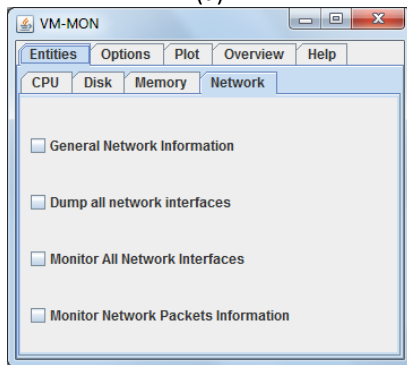 VM-MON
Entities Options Plot Overview Help
CPU Disk Memory Network
General Network Information
Dump all network interfaces
Monitor All Network Interfaces
Monitor Network Packets Information